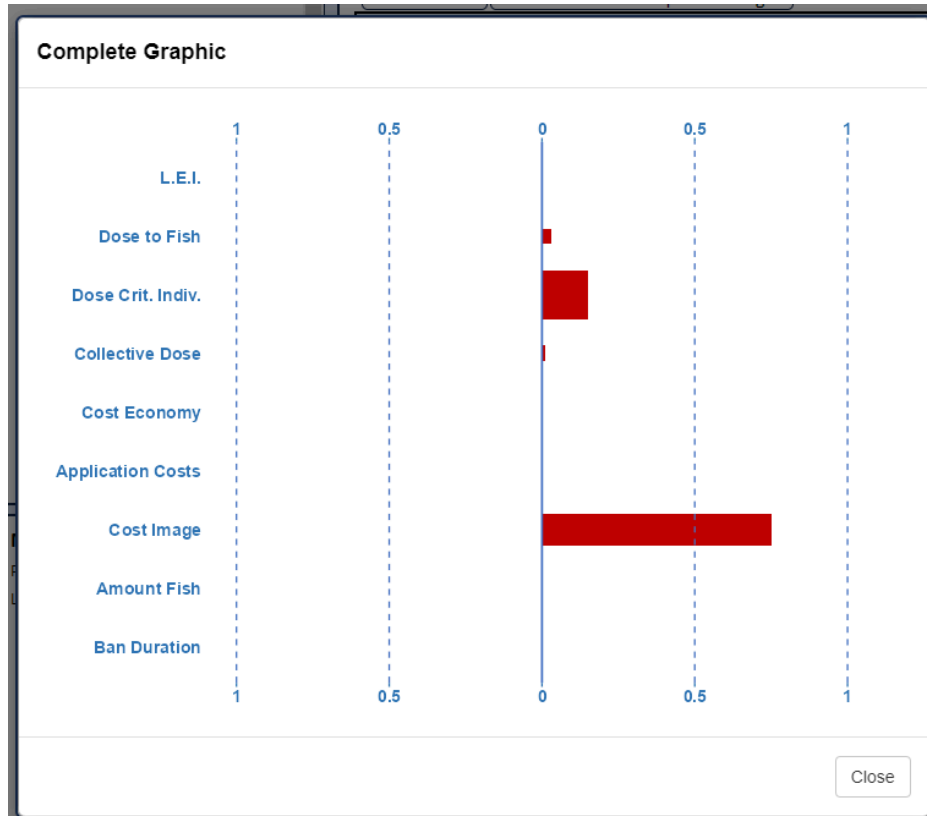 Complete Graphic
1 0.5 0 0.5 1
L.E.I.
Dose to Fish
Dose Crit. Indiv.
Collective Dose
Cost Economy
Application Costs
Cost Image
Amount Fish
Ban Duration
1 0.5 0 0.5 1
Close